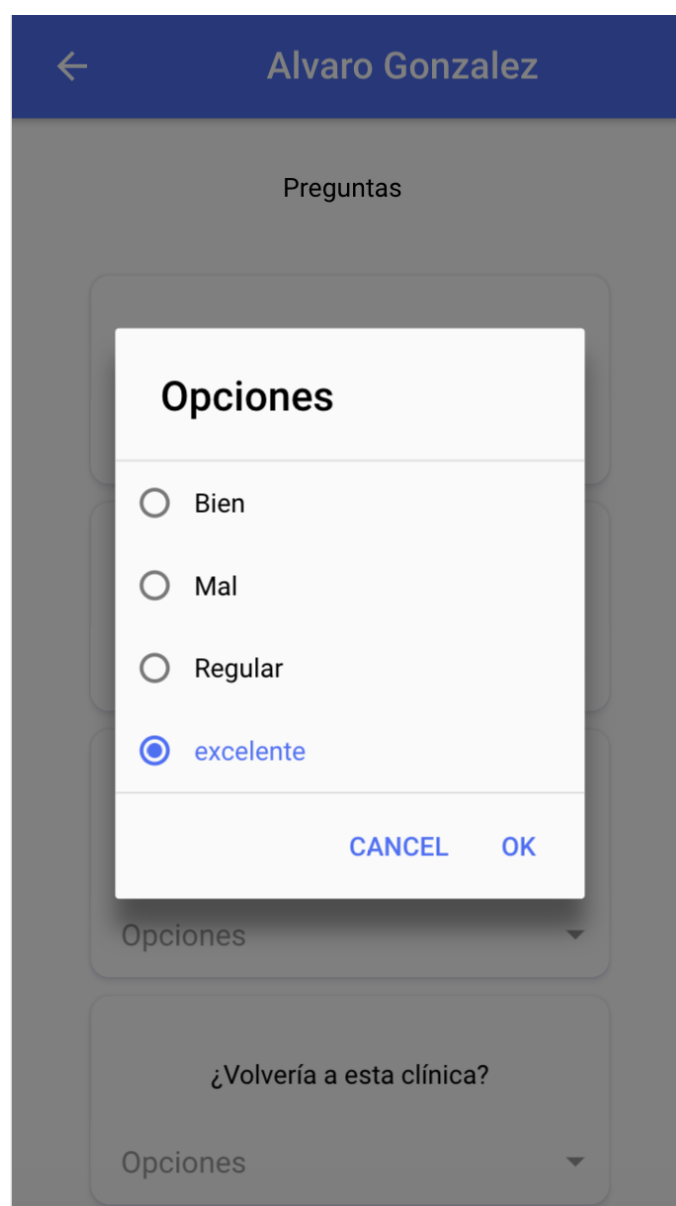 Alvaro Gonzalez
Preguntas
Opciones
Bien
Mal
Regular
excelente
CANCEL OK
Opciones
¿Volvería a esta clínica?
Opciones